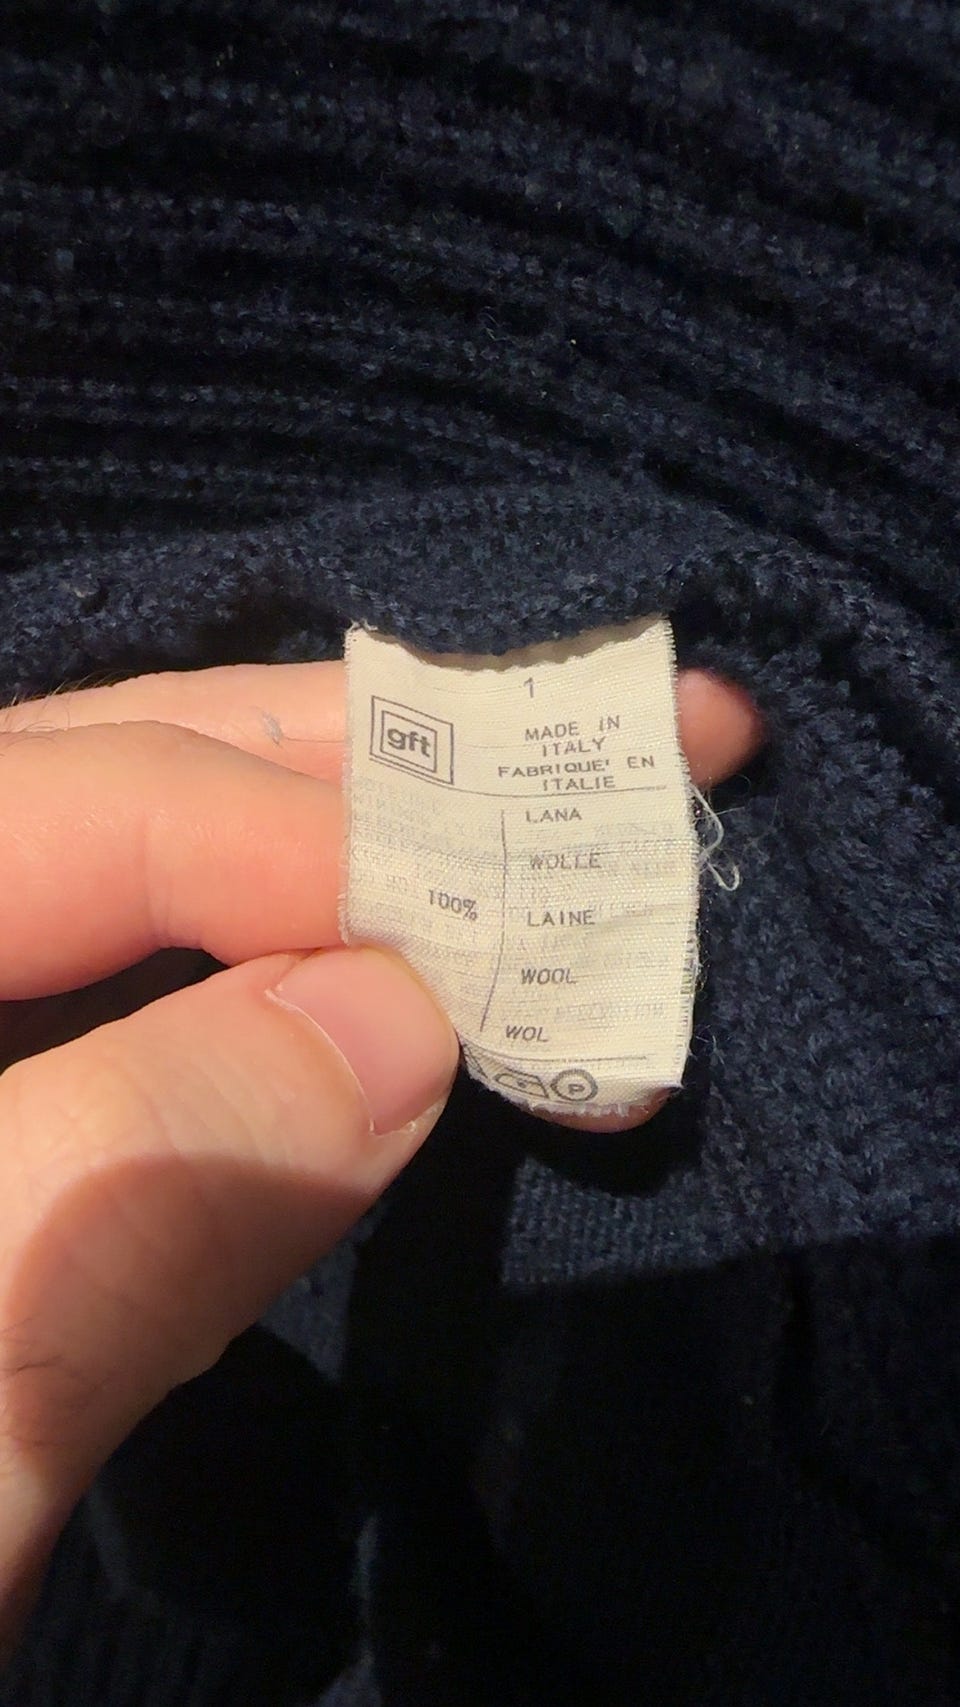 1
gft
MADE IN
ITALY
FABRIQUE' EN
ITALIE
LANA
WOLLE
100%
LAINE
WOOL
WOL
P